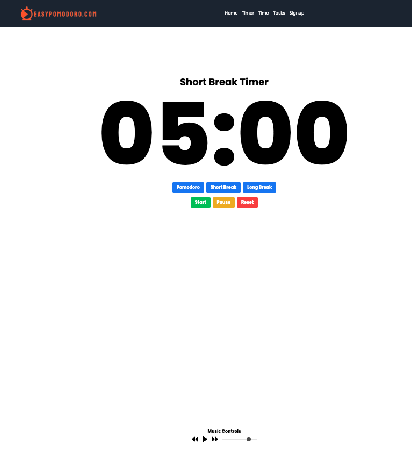 EASYPOMODORO.COM
Home Timer Time Tasks Signup
Short Break Timer
05:00
Pomodoro Short Break Long Break
Start Pause Reset
Music Controls